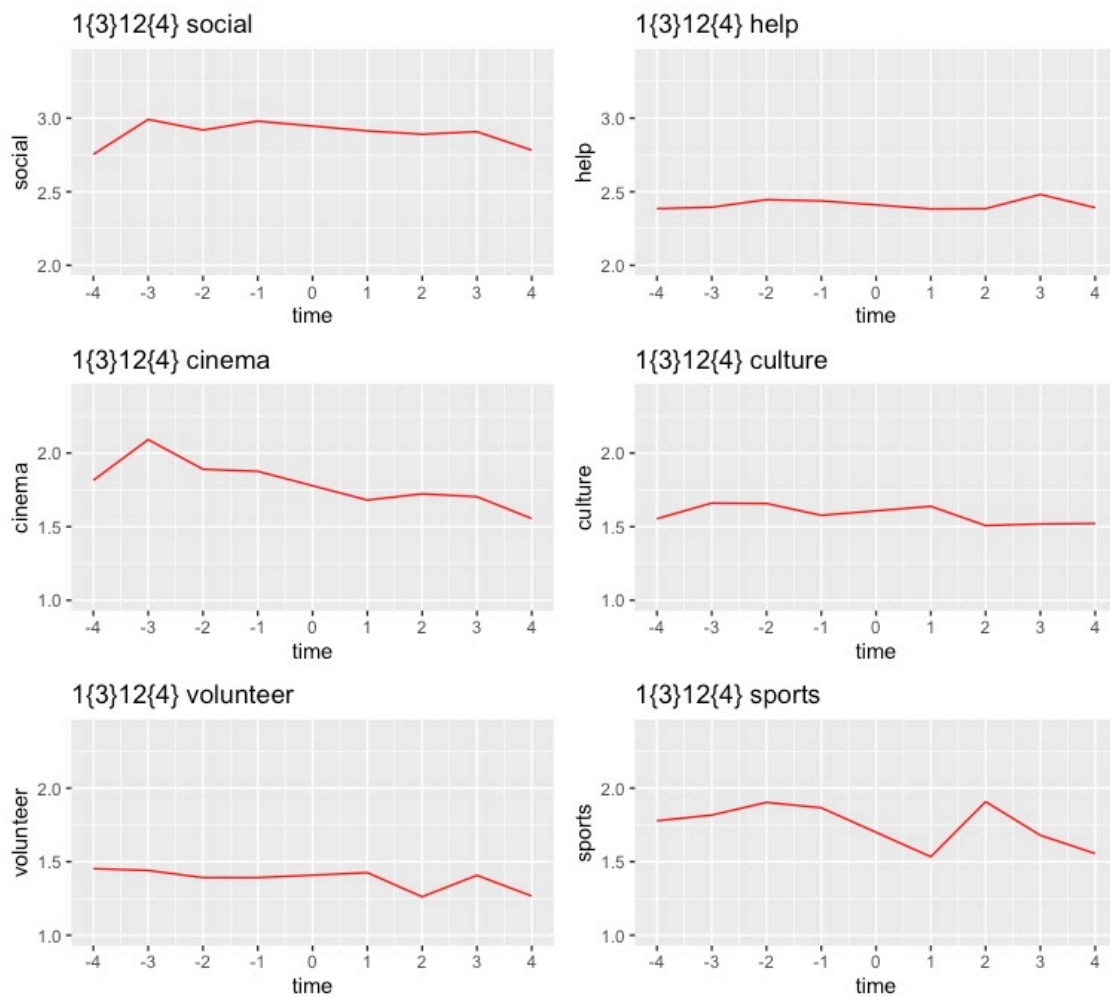 1{3}12{4} social
3.0
2.5
2.0
social
-4 -3 -2 -1 0 1 2 3 4
time
1{3}12{4} help
3.0
2.5
2.0
help
-4 -3 -2 -1 0 1 2 3 4
time
1{3}12{4} cinema
2.0
1.5
1.0
cinema
-4 -3 -2 -1 0 1 2 3 4
time
1{3}12{4} culture
2.0
1.5
1.0
culture
-4 -3 -2 -1 0 1 2 3 4
time
1{3}12{4} volunteer
2.0
1.5
1.0
volunteer
-4 -3 -2 -1 0 1 2 3 4
time
1{3}12{4} sports
2.0
1.5
1.0
sports
-4 -3 -2 -1 0 1 2 3 4
time